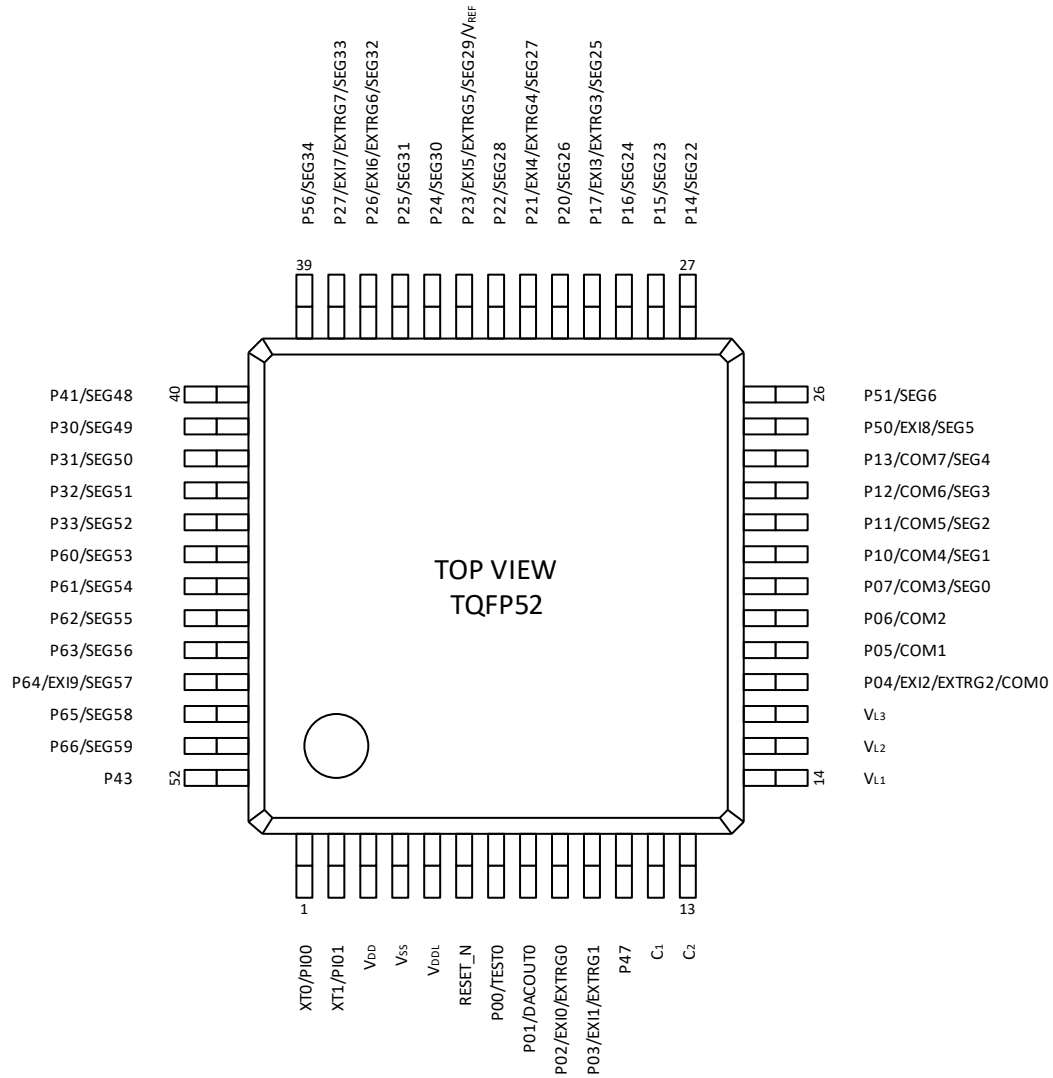 P56/SEG34
P27/EXI7/EXTRG7/SEG33
P26/EXI6/EXTRG6/SEG32
P25/SEG31
P24/SEG30
P23/EXI5/EXTRG5/SEG29/VREF
P22/SEG28
P21/EXI4/EXTRG4/SEG27
P20/SEG26
P17/EXI3/EXTRG3/SEG25
P16/SEG24
P15/SEG23
P14/SEG22
39
27
P41/SEG48
40
P30/SEG49
P31/SEG50
P32/SEG51
P33/SEG52
P60/SEG53
P61/SEG54
P62/SEG55
P63/SEG56
P64/EXI9/SEG57
P65/SEG58
P66/SEG59
P43
52
TOP VIEW
TQFP52
26
P51/SEG6
P50/EXI8/SEG5
P13/COM7/SEG4
P12/COM6/SEG3
P11/COM5/SEG2
P10/COM4/SEG1
P07/COM3/SEG0
P06/COM2
P05/COM1
P04/EXI2/EXTRG2/COM0
VL3
VL2
14
VL1
1
13
XT0/PI00
XT1/PI01
VDD
VSS
VDDL
RESET_N
P00/TEST0
P01/DACOUT0
P02/EXI0/EXTRG0
P03/EXI1/EXTRG1
P47
C1
C2